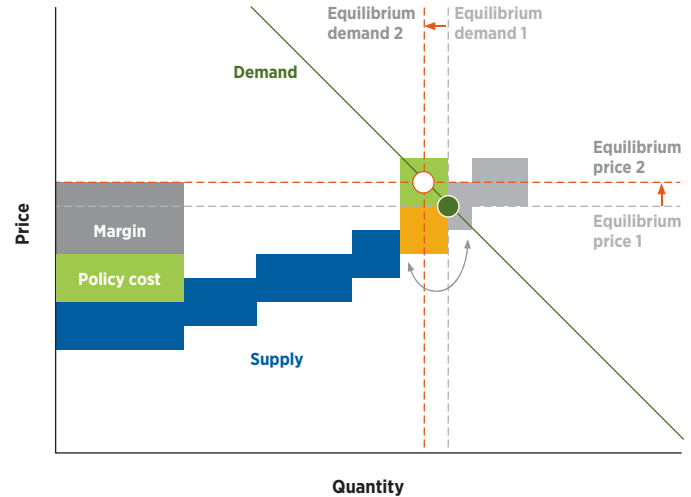 Equilibrium
demand 2
Equilibrium
demand 1
Demand
Equilibrium
price 2
Equilibrium
price 1
Price
Margin
Policy cost
Supply
Quantity